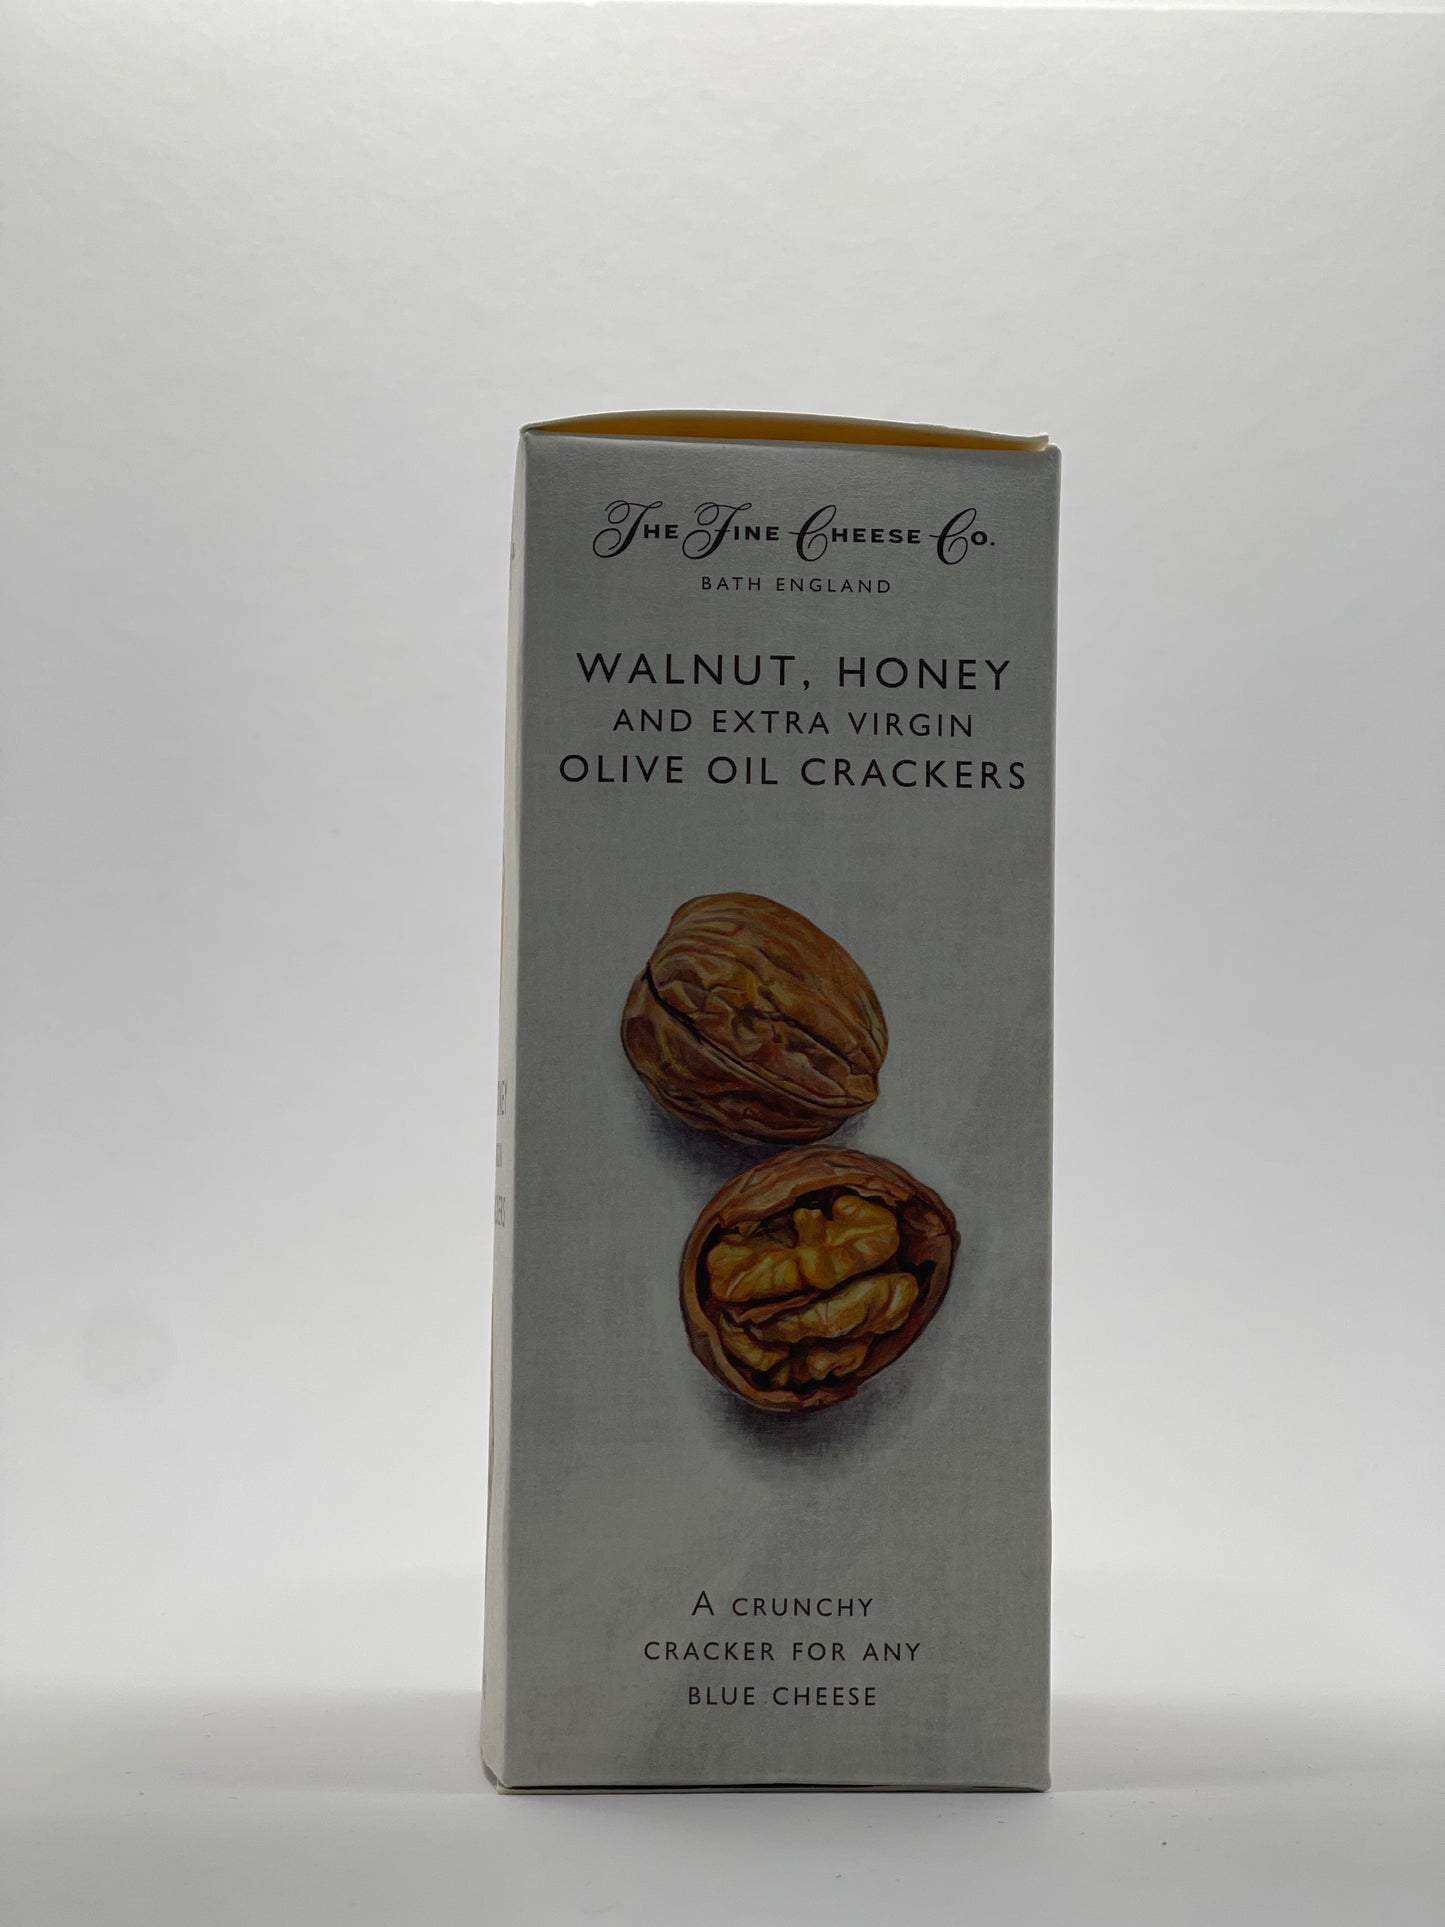 THE FINE CHEESE CO.
BATH ENGLAND
WALNUT, HONEY
AND EXTRA VIRGIN
OLIVE OIL CRACKERS
A CRUNCHY
CRACKER FOR ANY
BLUE CHEESE